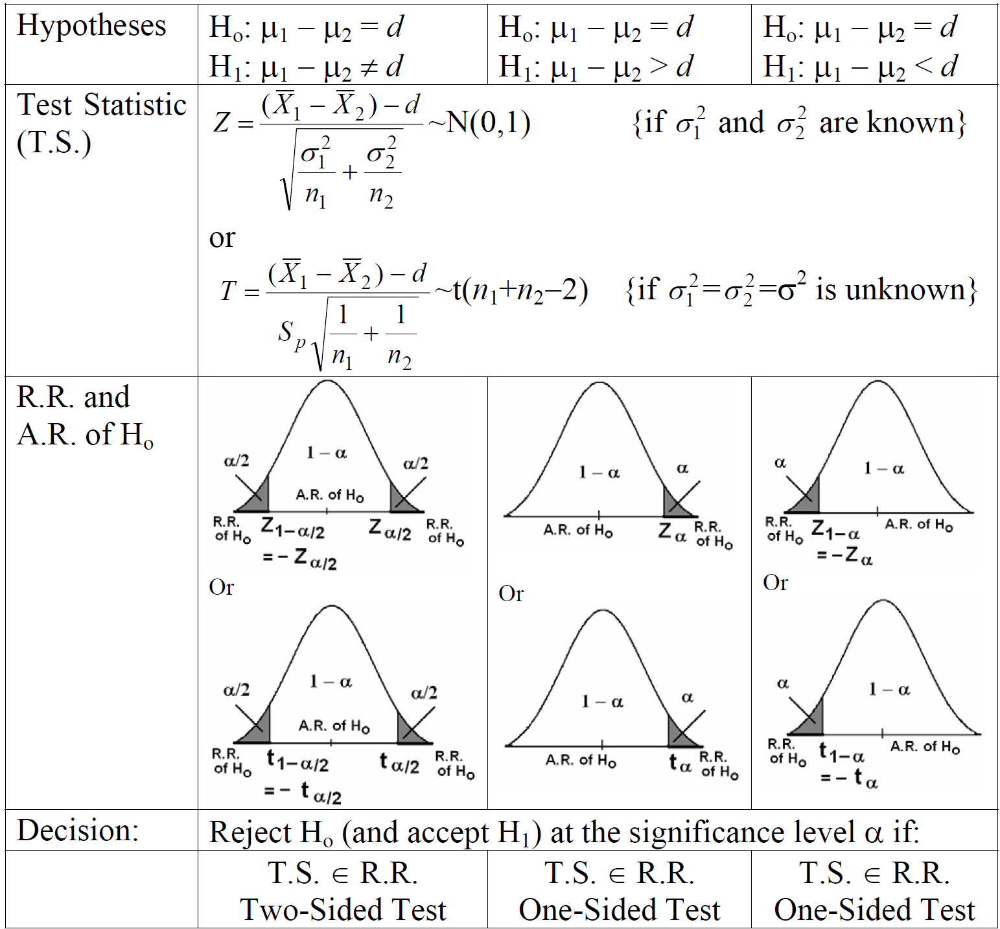 Hypotheses
Hₒ: μ₁ – μ₂ = d
H₁: μ₁ – μ₂ ≠ d
Hₒ: μ₁ – μ₂ = d
H₁: μ₁ – μ₂ > d
Hₒ: μ₁ – μ₂ = d
H₁: μ₁ – μ₂ < d
Test Statistic
(T.S.)
Z = ((X̅₁ − X̅₂) − d) / √(σ₁²/n₁ + σ₂²/n₂) ~N(0,1) {if σ₁² and σ₂² are known}
or
T = ((X̅₁ − X̅₂) − d) / (Sₚ √(1/n₁ + 1/n₂)) ~t(n₁+n₂–2) {if σ₁²=σ₂²=σ² is unknown}
R.R. and
A.R. of Hₒ
α/2
1 – α
α/2
A.R. of Hₒ
R.R.
of Hₒ
Z1–α/2
= – Zα/2
Zα/2
R.R.
of Hₒ
Or
α/2
1 – α
α/2
A.R. of Hₒ
R.R.
of Hₒ
t1–α/2
= – tα/2
tα/2
R.R.
of Hₒ
1 – α
α
A.R. of Hₒ
Zα
R.R.
of Hₒ
Or
1 – α
α
A.R. of Hₒ
tα
R.R.
of Hₒ
α
1 – α
R.R.
of Hₒ
Z1–α
= –Zα
A.R. of Hₒ
Or
α
1 – α
R.R.
of Hₒ
t1–α
= – tα
A.R. of Hₒ
Decision:
Reject Hₒ (and accept H₁) at the significance level α if:
T.S. ∈ R.R.
Two-Sided Test
T.S. ∈ R.R.
One-Sided Test
T.S. ∈ R.R.
One-Sided Test